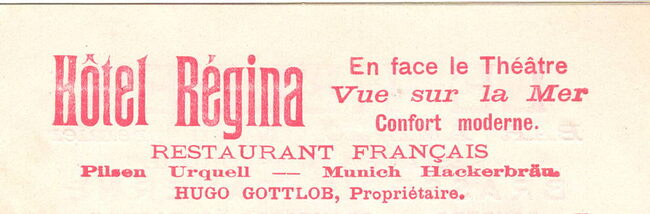 Hôtel Régina
En face le Théâtre
Vue sur la Mer
Confort moderne.
RESTAURANT FRANÇAIS
Pilsen Urquell — Munich Hackerbräu.
HUGO GOTTLOB, Propriétaire.